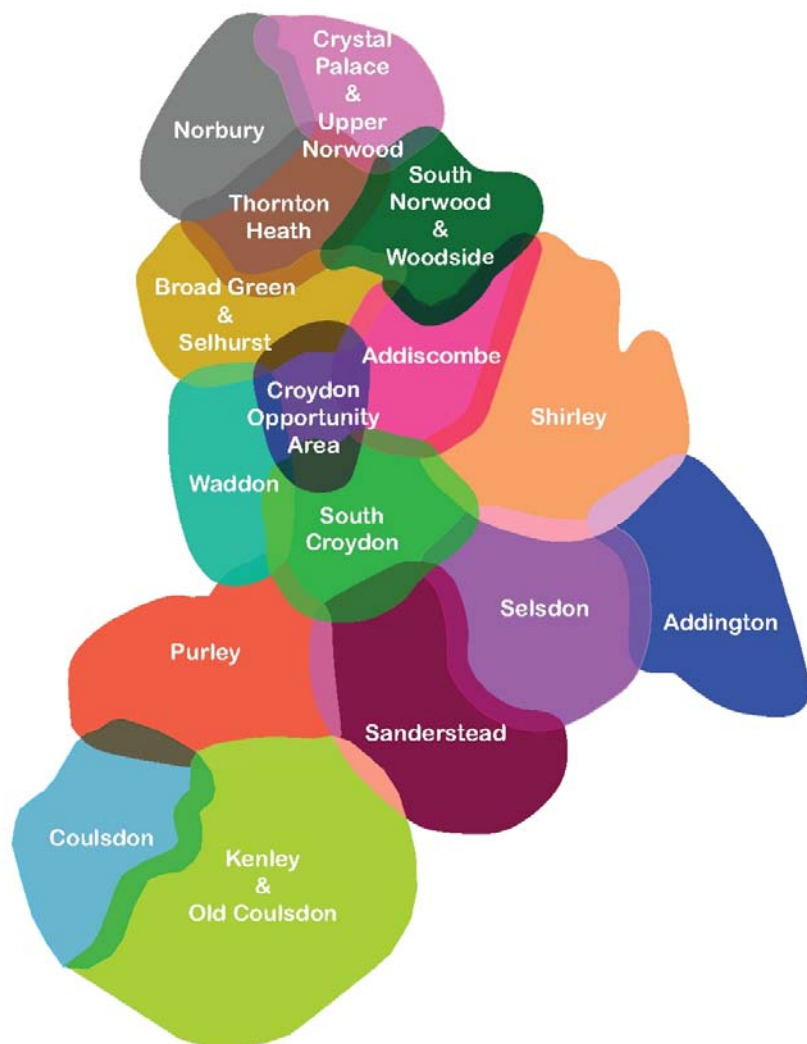 Crystal
Palace
&
Upper
Norwood
Norbury
South
Norwood
&
Woodside
Thornton
Heath
Broad Green
&
Selhurst
Addiscombe
Croydon
Opportunity
Area
Shirley
Waddon
South
Croydon
Selsdon
Addington
Purley
Sanderstead
Coulsdon
Kenley
&
Old Coulsdon